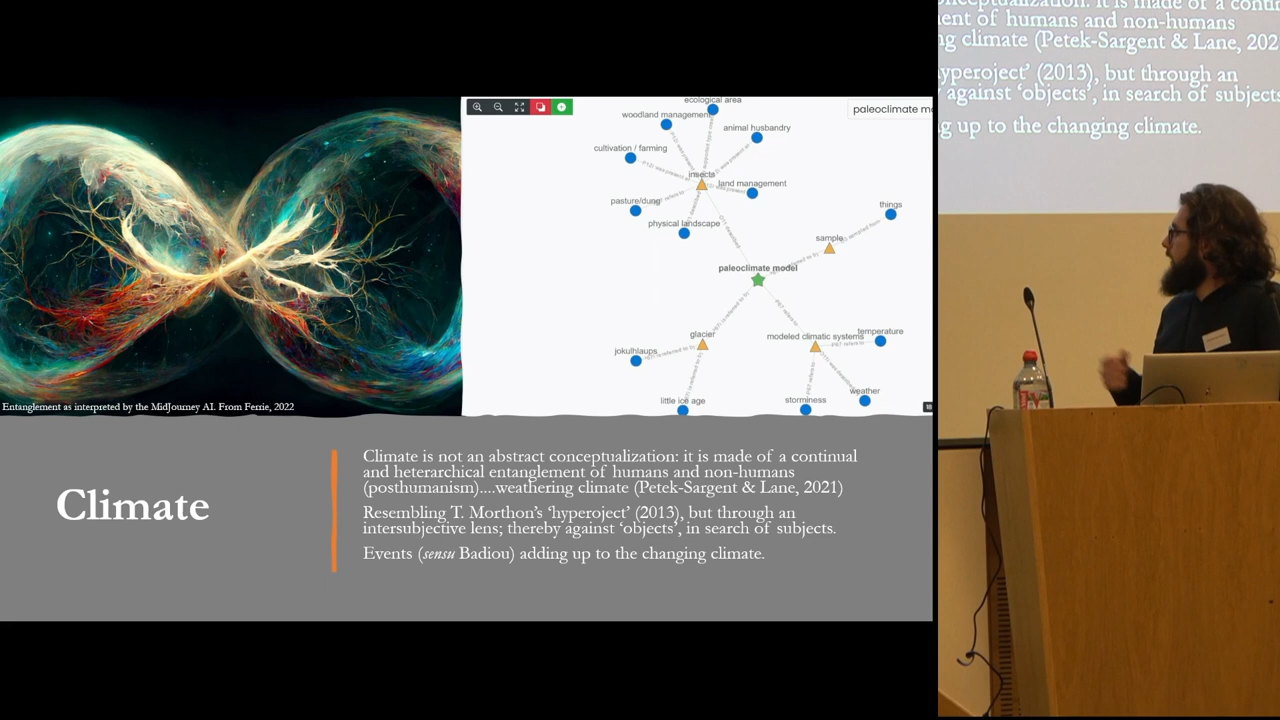 conceptualization: it is made of a
ent of humans and non-humans
ng climate (Petek-Sargent & Lane, 202
hyperoject’ (2013), but through an
against ‘objects’, in search of subjects
g up to the changing climate.
ecological area
woodland management
animal husbandry
cultivation / farming
insects
land management
pasture/dung
physical landscape
things
sample
paleoclimate model
glacier
modeled climatic systems
temperature
jokulhlaups
little ice age
storminess
weather
paleoclimate mo
Entanglement as interpreted by the MidJourney AI. From Ferrie, 2022
Climate
Climate is not an abstract conceptualization: it is made of a continual
and heterarchical entanglement of humans and non-humans
(posthumanism)....weathering climate (Petek-Sargent & Lane, 2021)
Resembling T. Morthon’s ‘hyperoject’ (2013), but through an
intersubjective lens; thereby against ‘objects’, in search of subjects.
Events (sensu Badiou) adding up to the changing climate.